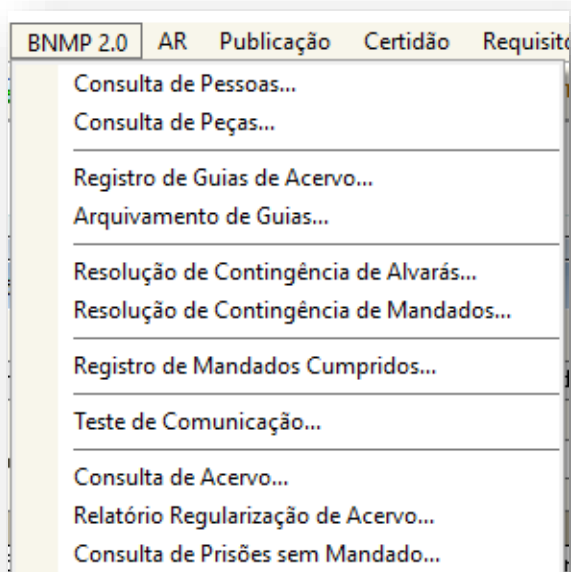 BNMP 2.0 AR Publicação Certidão
Consulta de Pessoas...
Consulta de Peças...
Registro de Guias de Acervo...
Arquivamento de Guias...
Resolução de Contingência de Alvarás...
Resolução de Contingência de Mandados...
Registro de Mandados Cumpridos...
Teste de Comunicação...
Consulta de Acervo...
Relatório Regularização de Acervo...
Consulta de Prisões sem Mandado...